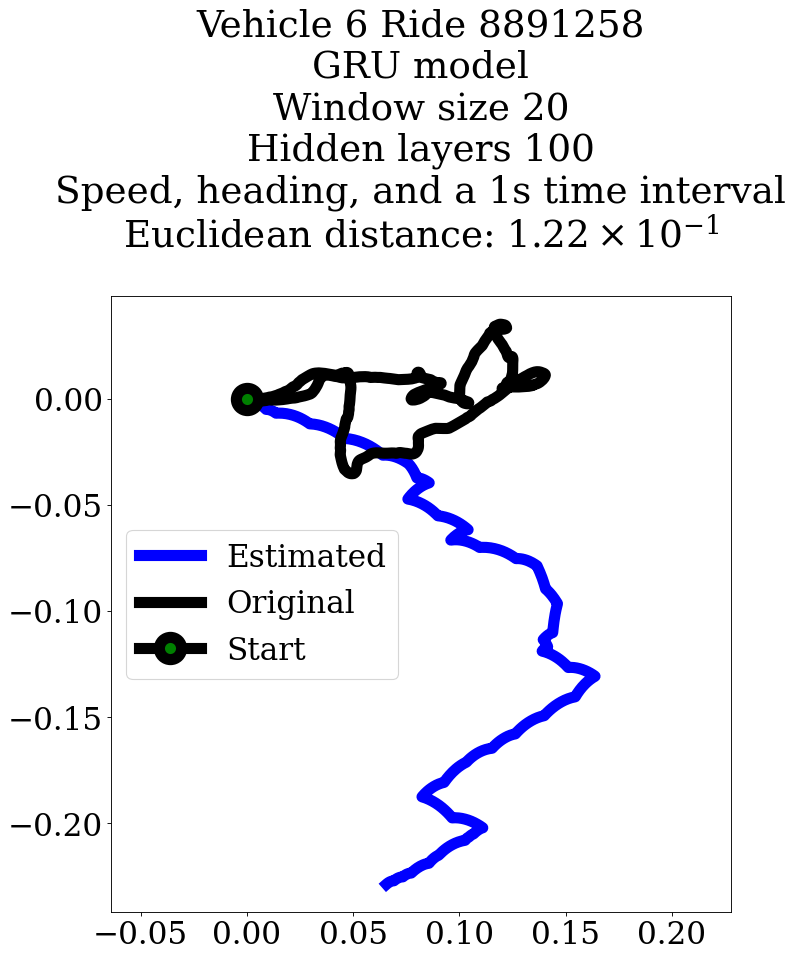 Vehicle 6 Ride 8891258
GRU model
Window size 20
Hidden layers 100
Speed, heading, and a 1s time interval
Euclidean distance: 1.22 × 10⁻¹
0.00
−0.05
−0.10
−0.15
−0.20
Estimated
Original
Start
−0.05 0.00 0.05 0.10 0.15 0.20